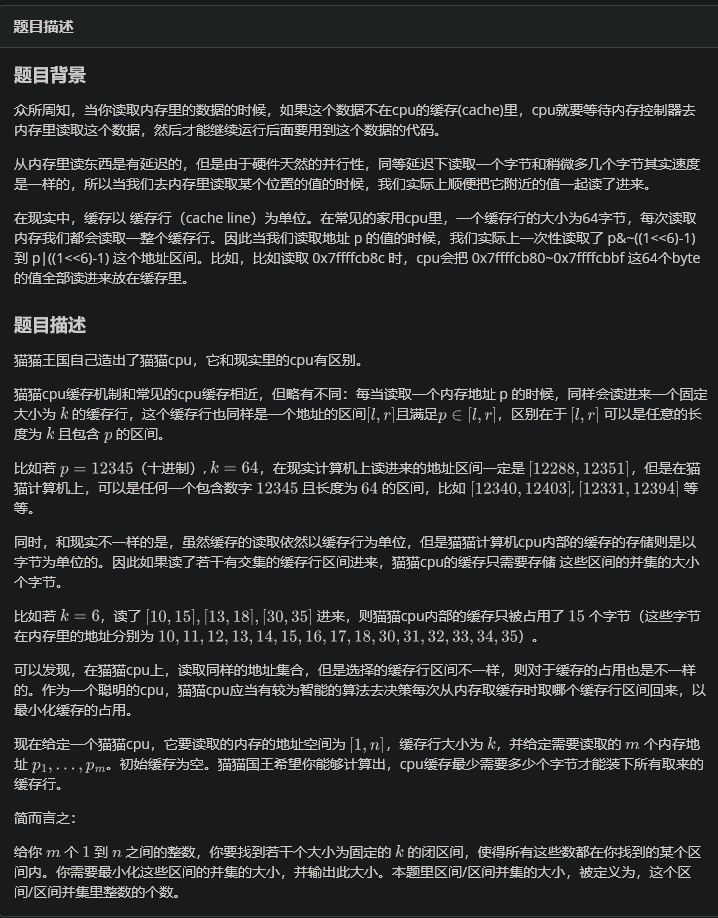 题目描述
题目背景
众所周知，当你读取内存里的数据的时候，如果这个数据不在cpu的缓存(cache)里，cpu就要等待内存控制器去
内存里读取这个数据，然后才能继续运行后面要用到这个数据的代码。
从内存里读东西是有延迟的，但是由于硬件天然的并行性，同等延迟下读取一个字节和稍微多几个字节其实速度
是一样的，所以当我们去内存里读取某个位置的值的时候，我们实际上顺便把它附近的值一起读了进来。
在现实中，缓存以 缓存行（cache line）为单位。在常见的家用cpu里，一个缓存行的大小为64字节，每次读取
内存我们都会读取一整个缓存行。因此当我们读取地址 p 的值的时候，我们实际上一次性读取了 p&~((1<<6)-1)
到 p|((1<<6)-1) 这个地址区间。比如，比如读取 0x7ffffcb8c 时，cpu会把 0x7ffffcb80~0x7ffffcbbf 这64个byte
的值全部读进来放在缓存里。
题目描述
猫猫王国自己造出了猫猫cpu，它和现实里的cpu有区别。
猫猫cpu缓存机制和常见的cpu缓存相近，但略有不同：每当读取一个内存地址 p 的时候，同样会读进来一个固定
大小为 k 的缓存行，这个缓存行也同样是一个地址的区间[l, r]且满足p ∈ [l, r]，区别在于 [l, r] 可以是任意的长
度为 k 且包含 p 的区间。
比如若 p = 12345（十进制）, k = 64，在现实计算机上读进来的地址区间一定是 [12288, 12351]，但是在猫
猫计算机上，可以是任何一个包含数字 12345 且长度为 64 的区间，比如 [12340, 12403], [12331, 12394] 等
等。
同时，和现实不一样的是，虽然缓存的读取依然以缓存行为单位，但是猫猫计算机cpu内部的缓存的存储则是以
字节为单位的。因此如果读了若干有交集的缓存行区间进来，猫猫cpu的缓存只需要存储 这些区间的并集的大小
个字节。
比如若 k = 6，读了 [10, 15], [13, 18], [30, 35] 进来，则猫猫cpu内部的缓存只被占用了 15 个字节（这些字节
在内存里的地址分别为 10, 11, 12, 13, 14, 15, 16, 17, 18, 30, 31, 32, 33, 34, 35）。
可以发现，在猫猫cpu上，读取同样的地址集合，但是选择的缓存行区间不一样，则对于缓存的占用也是不一样
的。作为一个聪明的cpu，猫猫cpu应当有较为智能的算法去决策每次从内存取缓存时取哪个缓存行区间回来，以
最小化缓存的占用。
现在给定一个猫猫cpu，它要读取的内存的地址空间为 [1, n]，缓存行大小为 k，并给定需要读取的 m 个内存地
址 p₁, . . . , pₘ。初始缓存为空。猫猫国王希望你能够计算出，cpu缓存最少需要多少个字节才能装下所有取来的
缓存行。
简而言之：
给你 m 个 1 到 n 之间的整数，你要找到若干个大小为固定的 k 的闭区间，使得所有这些数都在你找到的某个区
间内。你需要最小化这些区间的并集的大小，并输出此大小。本题里区间/区间并集的大小，被定义为，这个区
间/区间并集里整数的个数。